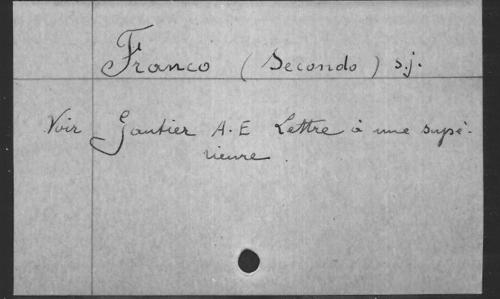 Franco (Secondo) s.j.
Voir Gautier A.E Lettre à une supé-
rieure.